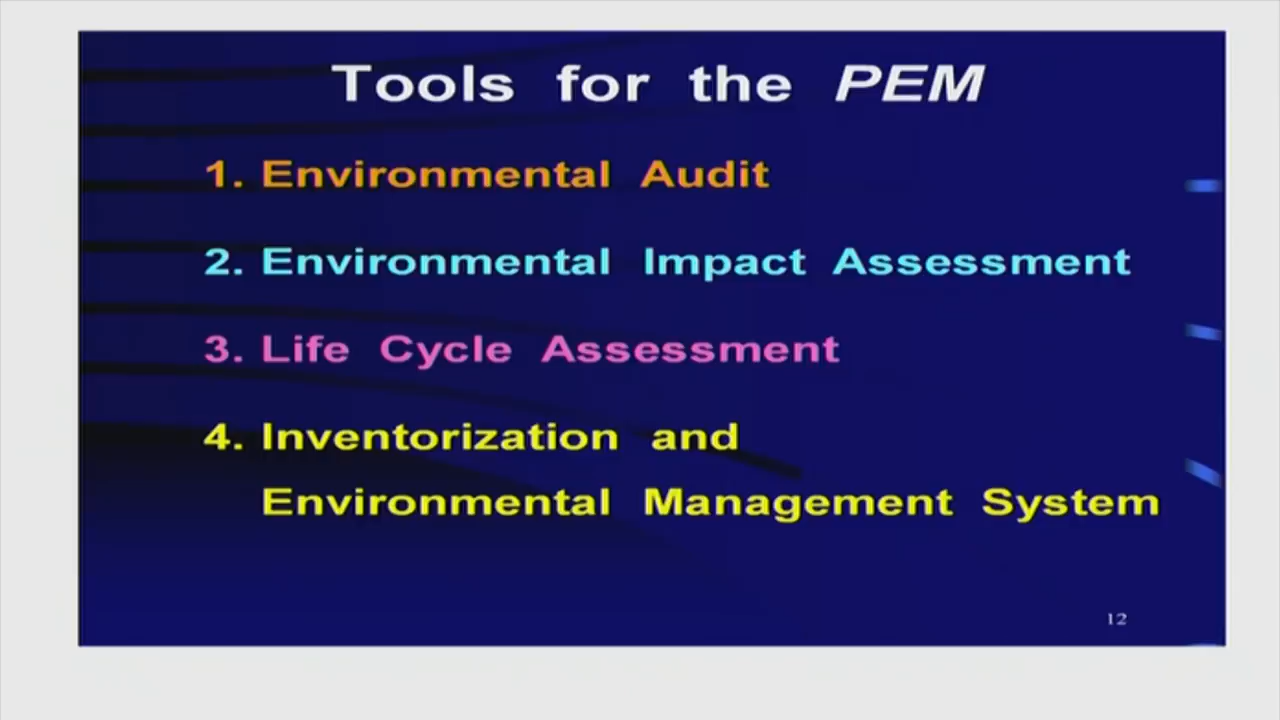 Tools for the PEM
1. Environmental Audit
2. Environmental Impact Assessment
3. Life Cycle Assessment
4. Inventorization and
Environmental Management System
12